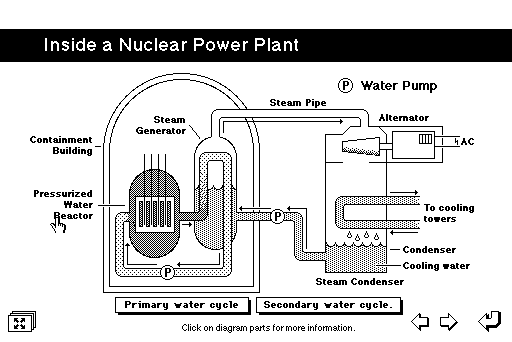 Inside a Nuclear Power Plant
P Water Pump
Steam Pipe
Steam
Generator
Alternator
Containment
Building
AC
Pressurized
Water
Reactor
To cooling
towers
P
Condenser
Cooling water
P
Steam Condenser
Primary water cycle
Secondary water cycle.
Click on diagram parts for more information.